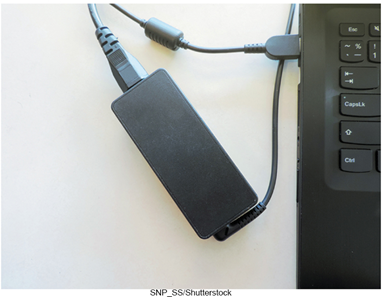 Esc
~ %
!
CapsLk
Ctrl
SNP_SS/Shutterstock